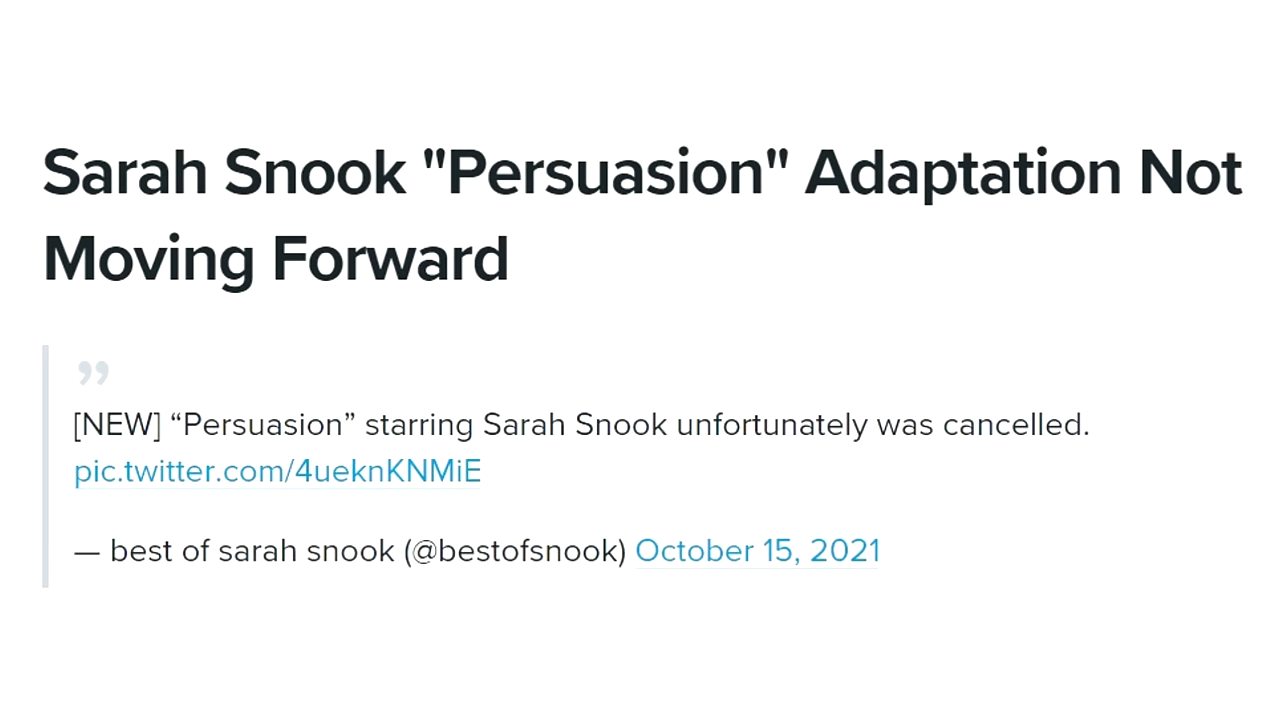 Sarah Snook "Persuasion" Adaptation Not
Moving Forward
”
[NEW] “Persuasion” starring Sarah Snook unfortunately was cancelled.
pic.twitter.com/4ueknKNMiE
— best of sarah snook (@bestofsnook) October 15, 2021